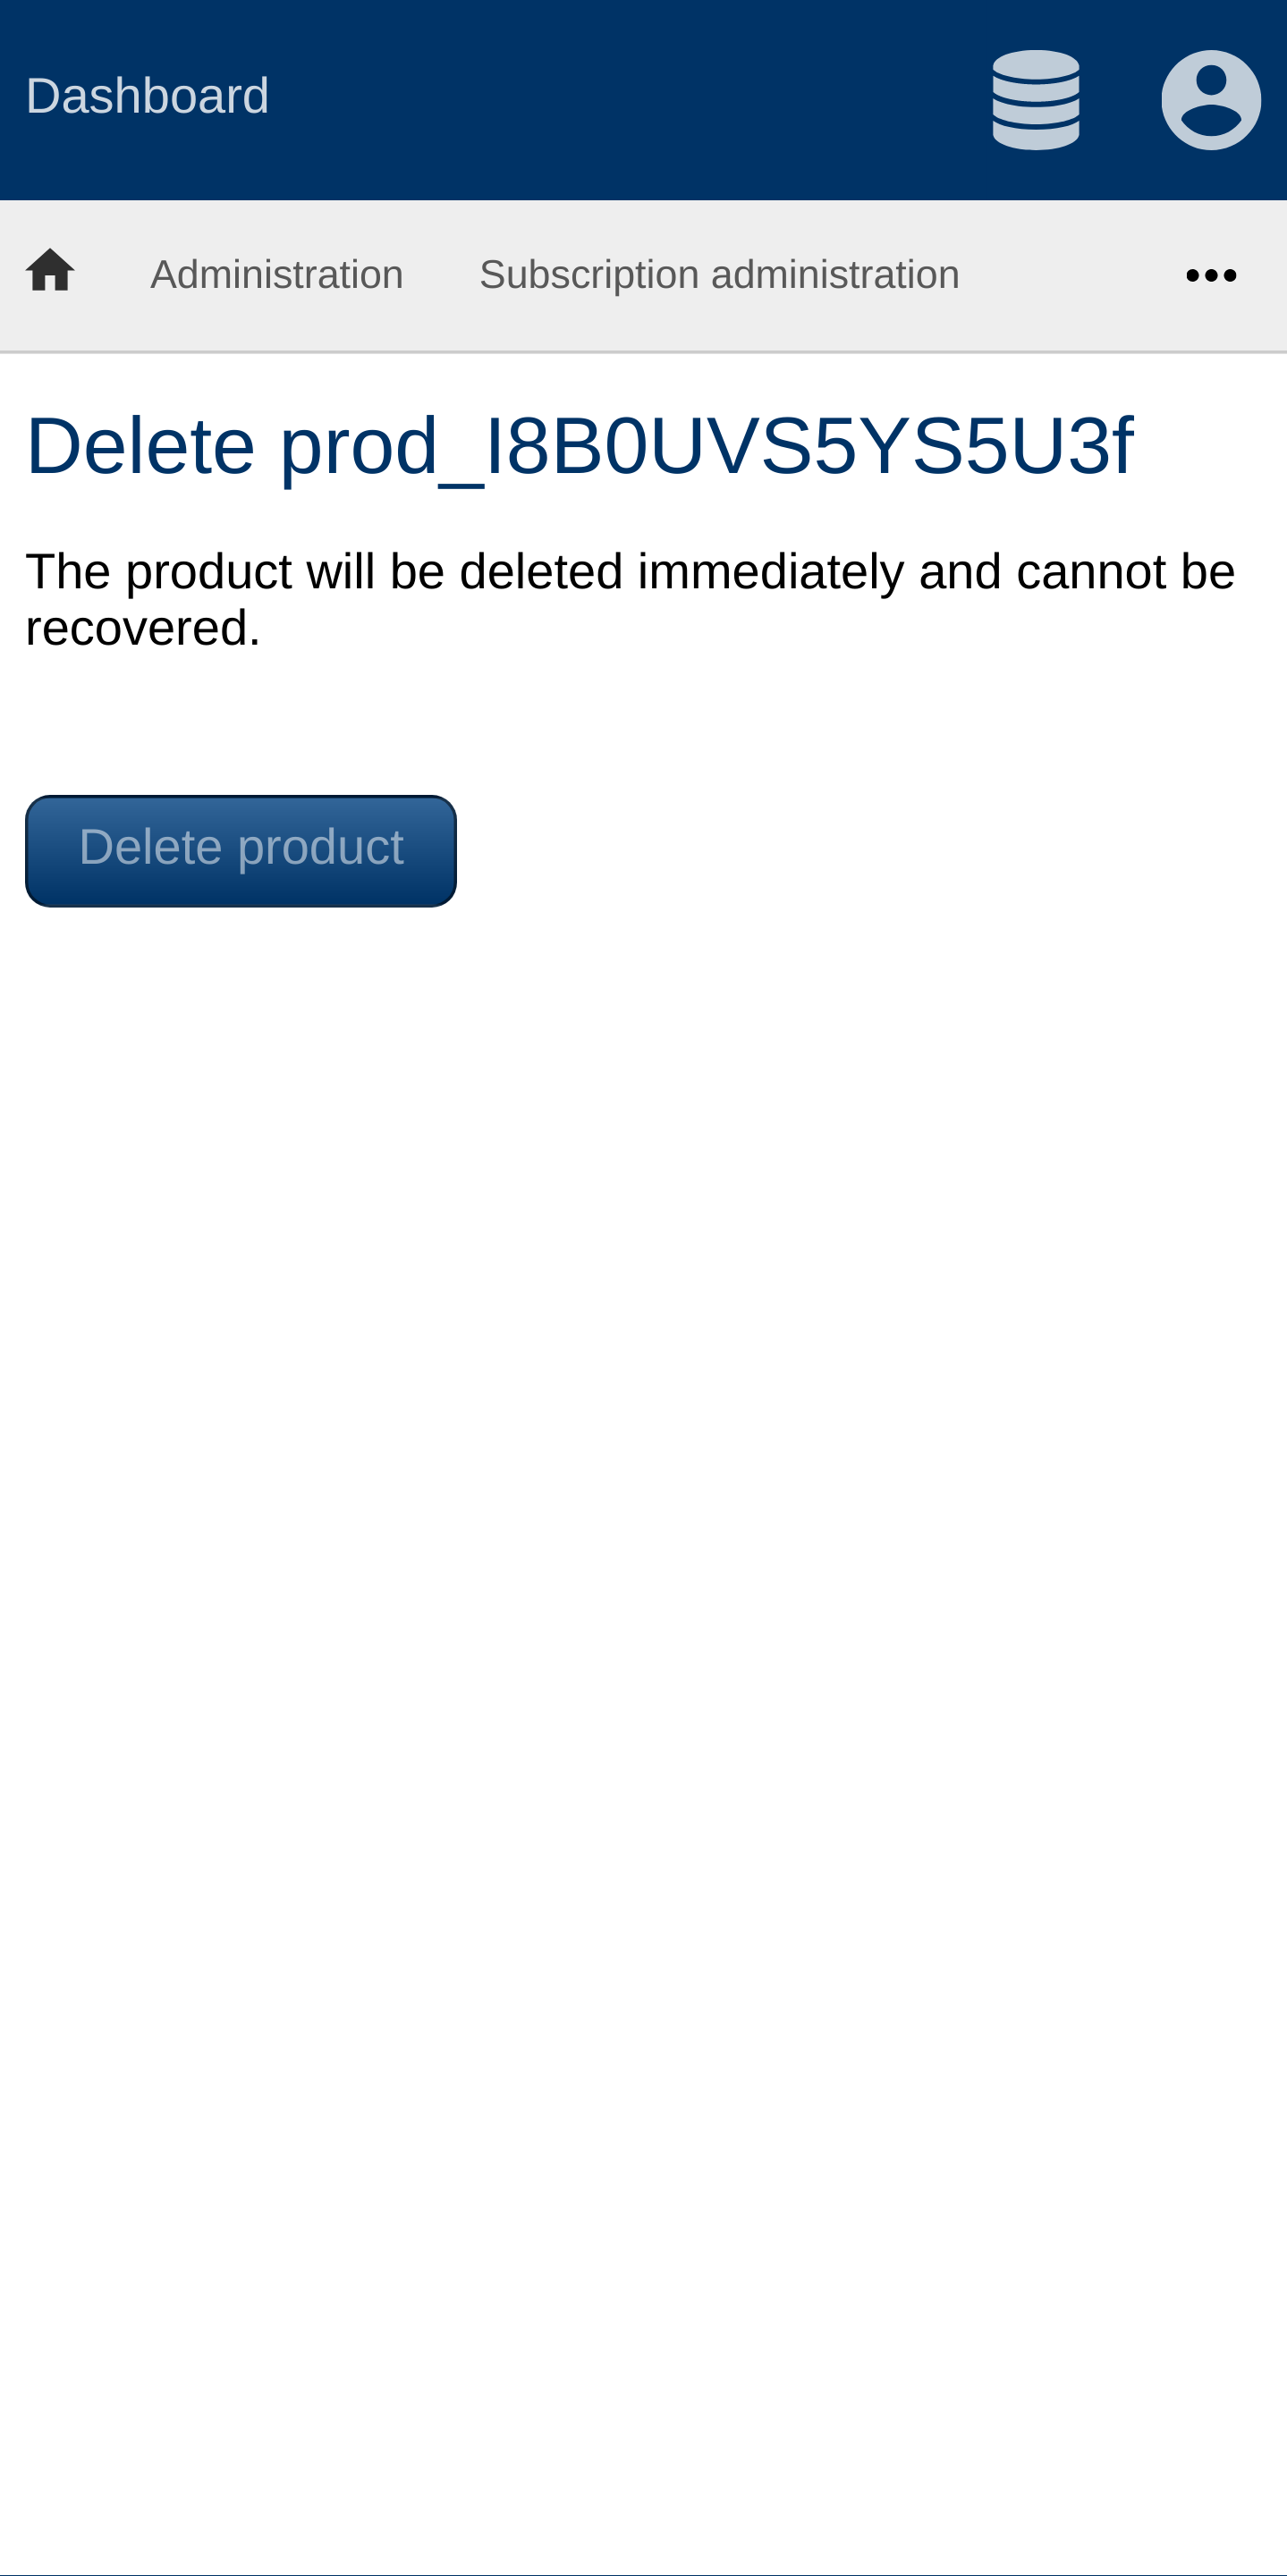 Dashboard
Administration Subscription administration
Delete prod_I8B0UVS5YS5U3f
The product will be deleted immediately and cannot be
recovered.
Delete product